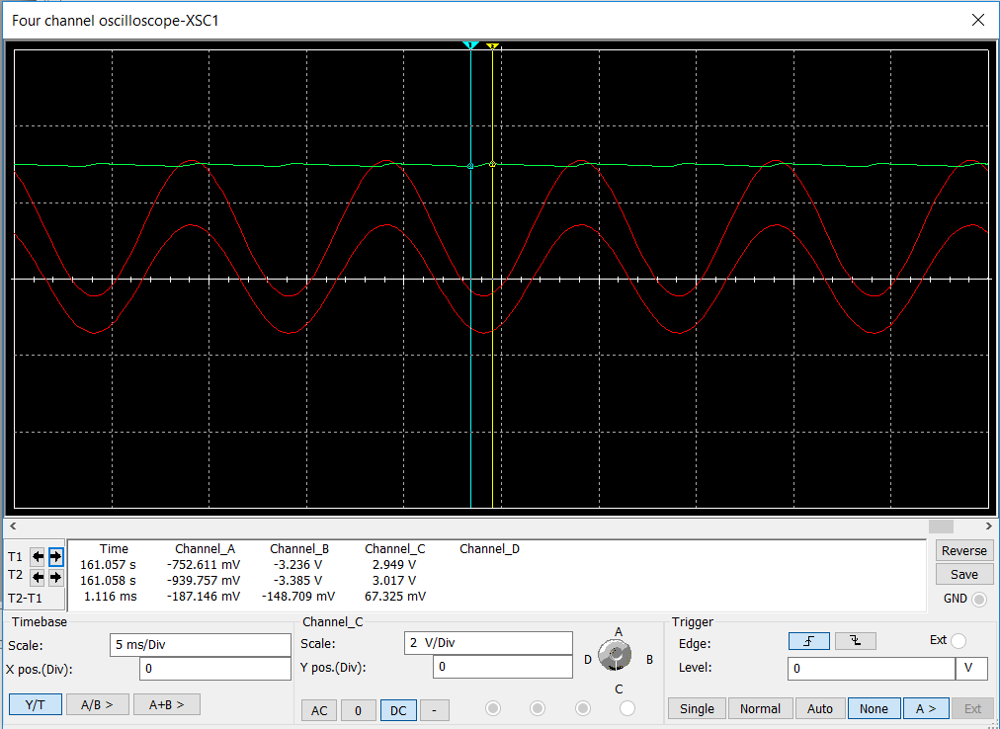 Four channel oscilloscope-XSC1
T1
T2
T2-T1
Time Channel_A Channel_B Channel_C Channel_D
161.057 s -752.611 mV -3.236 V 2.949 V
161.058 s -939.757 mV -3.385 V 3.017 V
1.116 ms -187.146 mV -148.709 mV 67.325 mV
Reverse
Save
GND
Timebase
Scale: 5 ms/Div
X pos.(Div): 0
Y/T A/B > A+B >
Channel_C
Scale: 2 V/Div
Y pos.(Div): 0
AC 0 DC -
A
D B
C
Trigger
Edge: Ext
Level: 0 V
Single Normal Auto None A > Ext